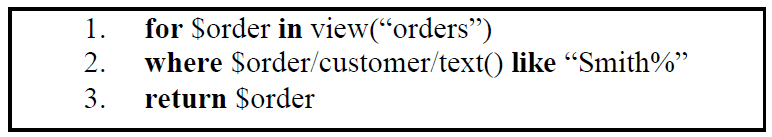 1. for $order in view(“orders”)
2. where $order/customer/text() like “Smith%”
3. return $order